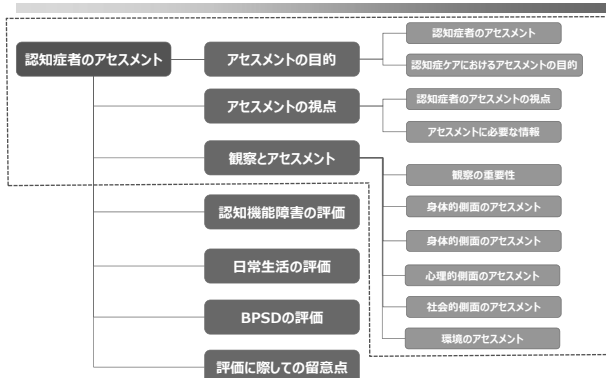 認知症者のアセスメント
アセスメントの目的
認知症者のアセスメント
認知症ケアにおけるアセスメントの目的
アセスメントの視点
認知症者のアセスメントの視点
アセスメントに必要な情報
観察とアセスメント
観察の重要性
身体的側面のアセスメント
身体的側面のアセスメント
心理的側面のアセスメント
社会的側面のアセスメント
環境のアセスメント
認知機能障害の評価
日常生活の評価
BPSDの評価
評価に際しての留意点